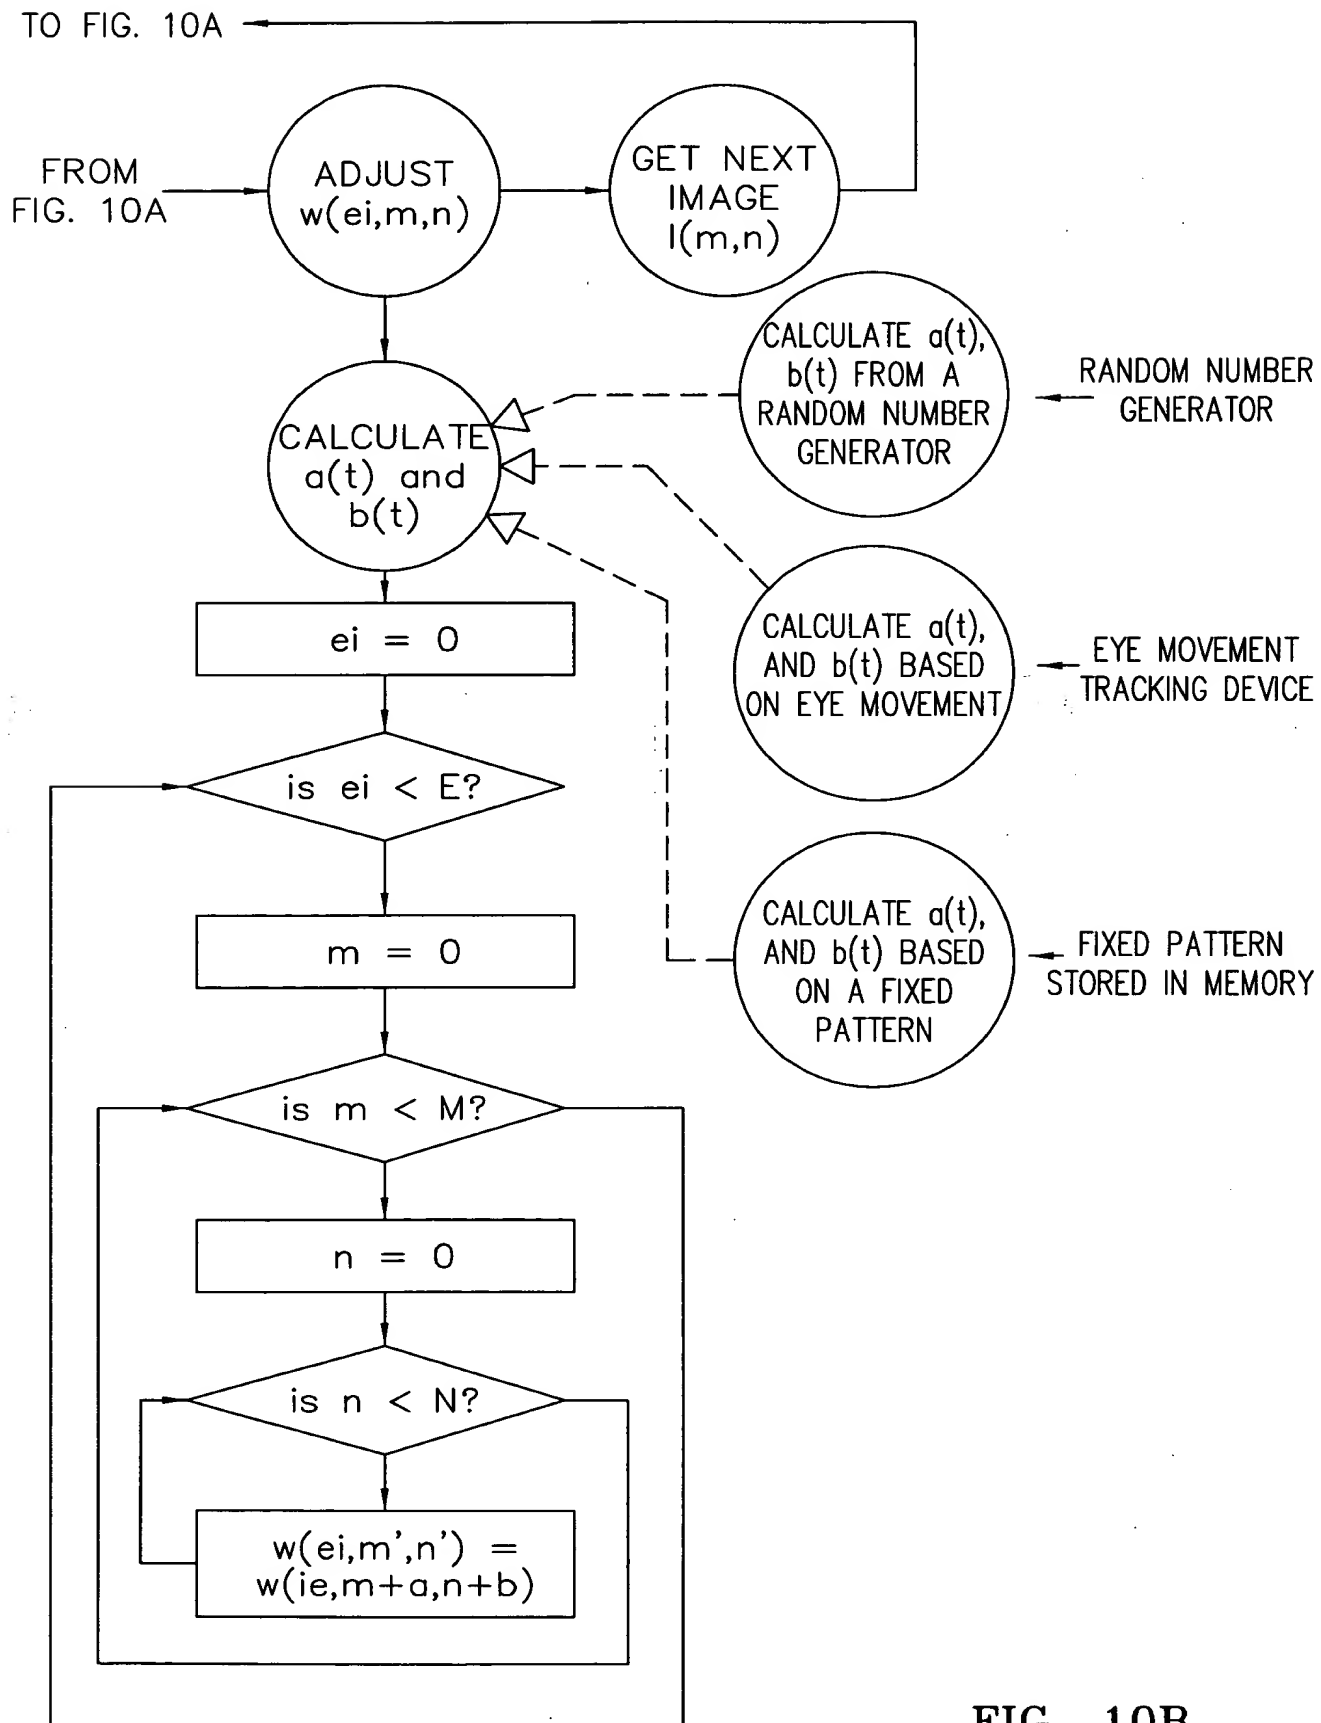 TO FIG. 10A
FROM
FIG. 10A
ADJUST
w(ei,m,n)
GET NEXT
IMAGE
I(m,n)
CALCULATE
a(t) and
b(t)
CALCULATE a(t),
b(t) FROM A
RANDOM NUMBER
GENERATOR
RANDOM NUMBER
GENERATOR
ei = 0
CALCULATE a(t),
AND b(t) BASED
ON EYE MOVEMENT
EYE MOVEMENT
TRACKING DEVICE
is ei < E?
m = 0
CALCULATE a(t),
AND b(t) BASED
ON A FIXED
PATTERN
FIXED PATTERN
STORED IN MEMORY
is m < M?
n = 0
is n < N?
w(ei,m',n') =
w(ie,m+a,n+b)
FIG. 10B